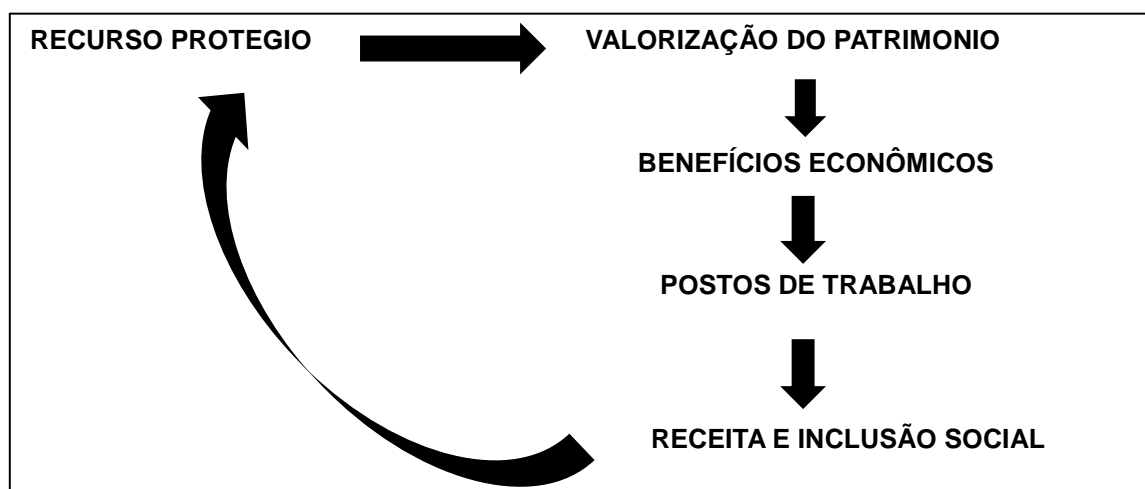 RECURSO PROTEGIO
VALORIZAÇÃO DO PATRIMONIO
BENEFÍCIOS ECONÔMICOS
POSTOS DE TRABALHO
RECEITA E INCLUSÃO SOCIAL